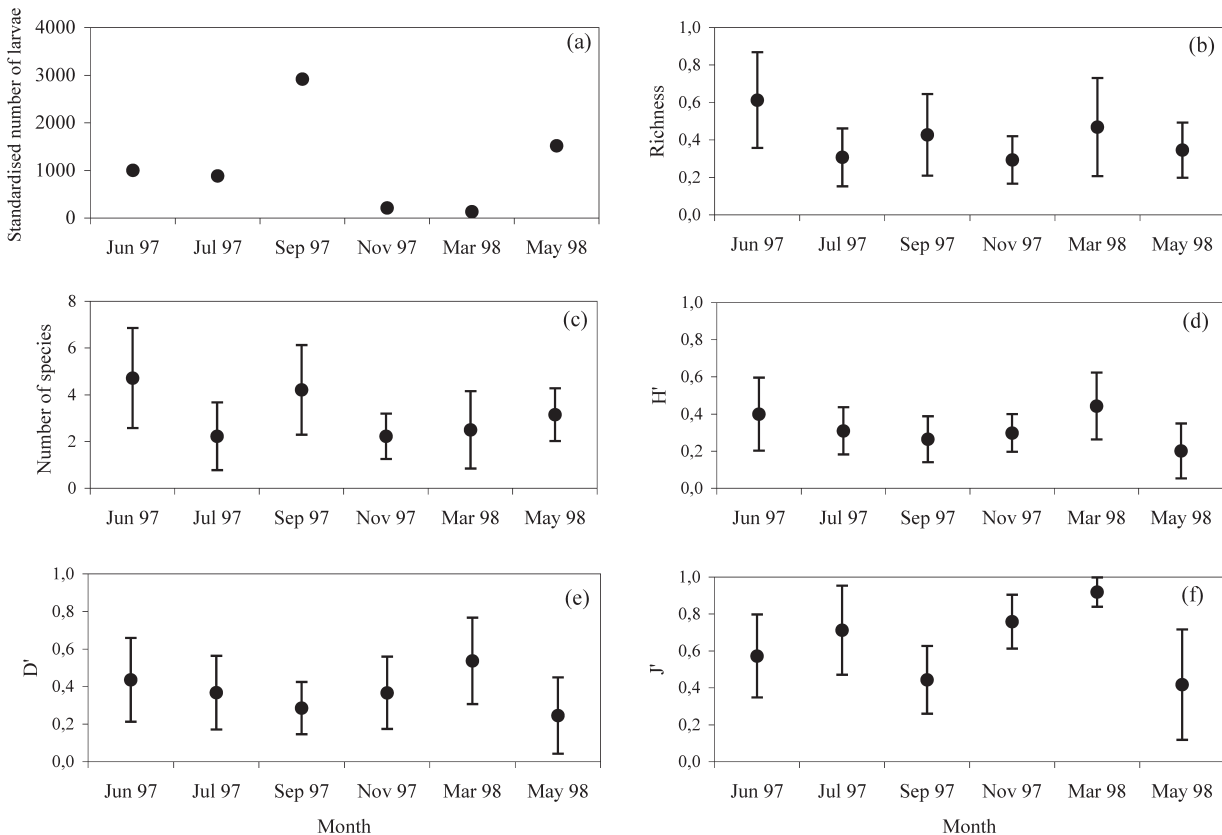 Standardised number of larvae
4000
3000
2000
1000
0
(a)
Jun 97 Jul 97 Sep 97 Nov 97 Mar 98 May 98
Richness
1,0
0,8
0,6
0,4
0,2
0,0
(b)
Jun 97 Jul 97 Sep 97 Nov 97 Mar 98 May 98
Number of species
8
6
4
2
0
(c)
Jun 97 Jul 97 Sep 97 Nov 97 Mar 98 May 98
H'
1,0
0,8
0,6
0,4
0,2
0,0
(d)
Jun 97 Jul 97 Sep 97 Nov 97 Mar 98 May 98
D'
1,0
0,8
0,6
0,4
0,2
0,0
(e)
Jun 97 Jul 97 Sep 97 Nov 97 Mar 98 May 98
Month
J'
1,0
0,8
0,6
0,4
0,2
0,0
(f)
Jun 97 Jul 97 Sep 97 Nov 97 Mar 98 May 98
Month